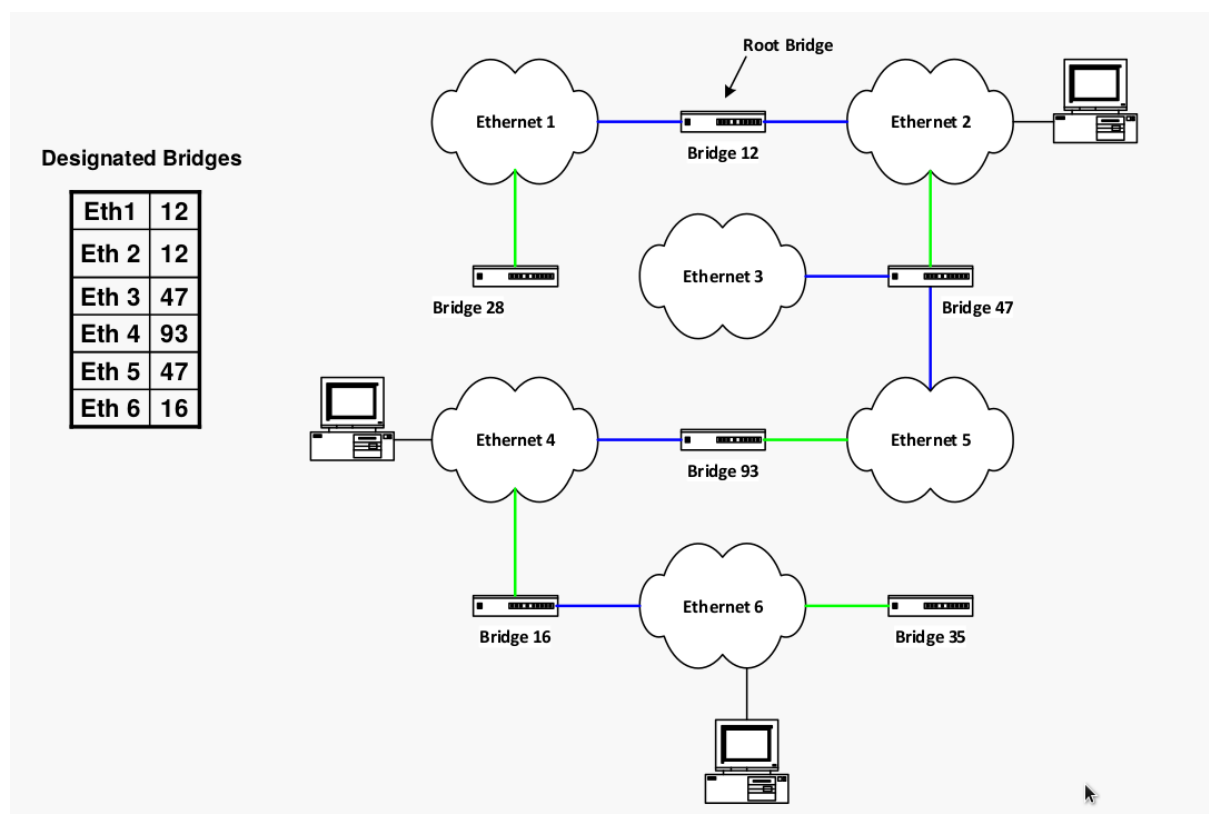 Root Bridge
Ethernet 1
Ethernet 2
Bridge 12
Designated Bridges
Eth1 12
Eth 2 12
Eth 3 47
Eth 4 93
Eth 5 47
Eth 6 16
Ethernet 3
Bridge 28
Bridge 47
Ethernet 4
Ethernet 5
Bridge 93
Ethernet 6
Bridge 16
Bridge 35